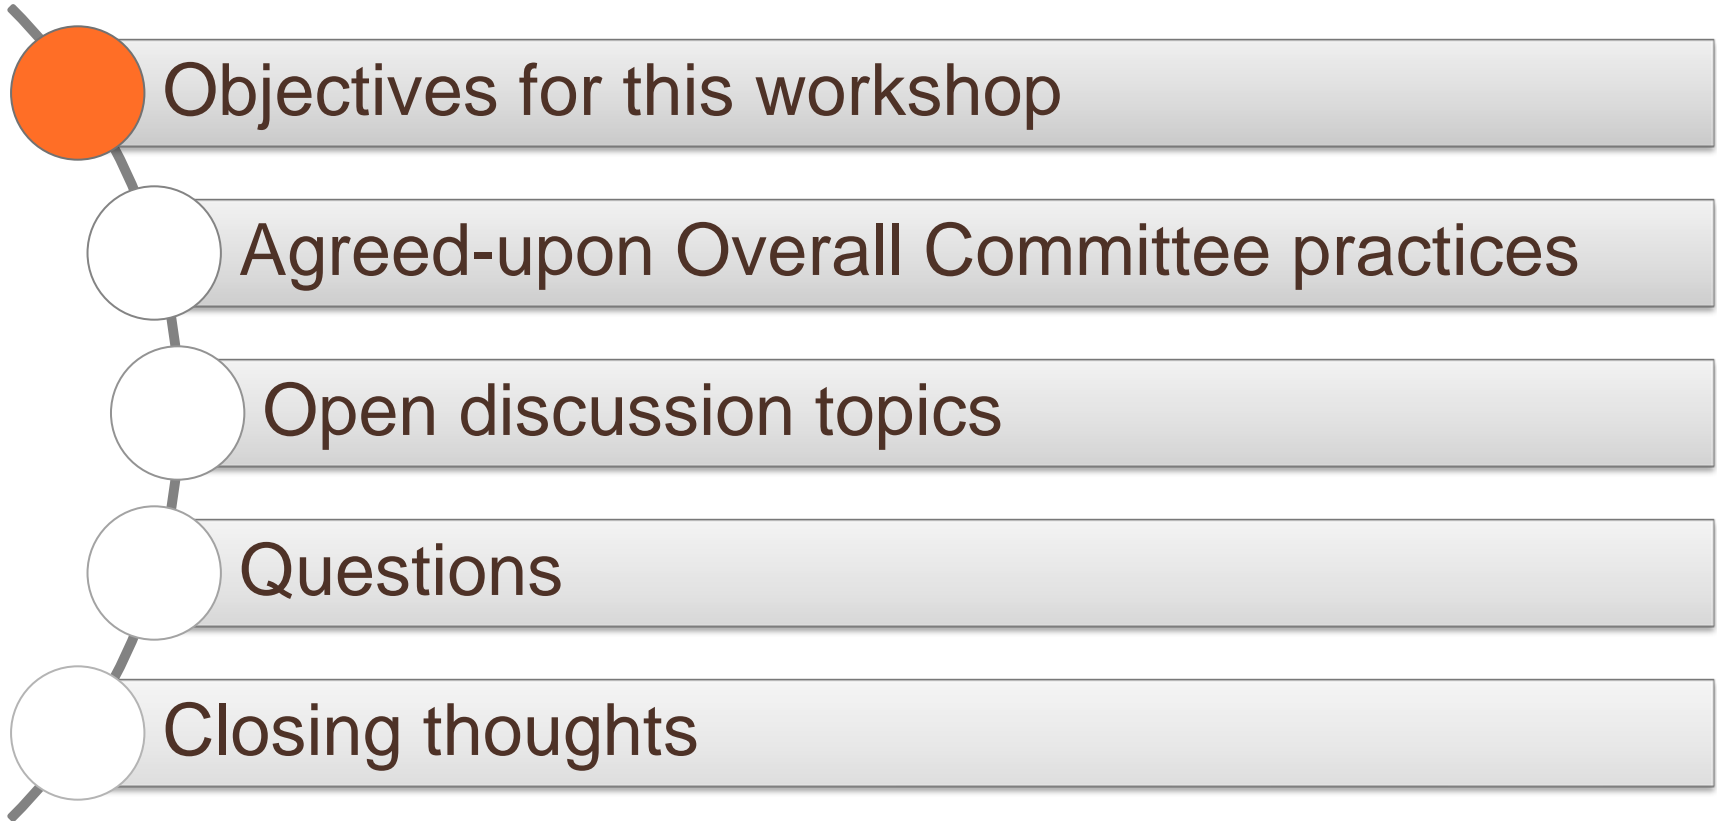 Objectives for this workshop
Agreed-upon Overall Committee practices
Open discussion topics
Questions
Closing thoughts